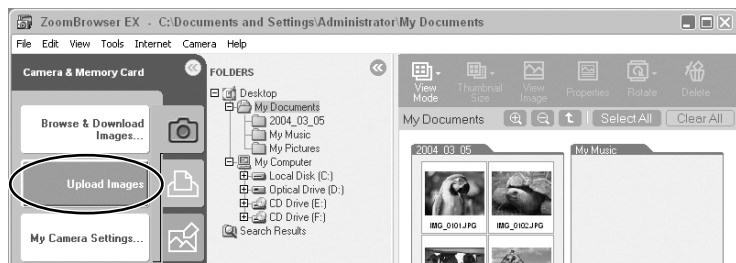 ZoomBrowser EX - C:\Documents and Settings\Administrator\My Documents
File Edit View Tools Internet Camera Help
Camera & Memory Card
Browse & Download
Images...
Upload Images
My Camera Settings...
FOLDERS
Desktop
My Documents
2004_03_05
My Music
My Pictures
My Computer
Local Disk (C:)
Optical Drive (D:)
CD Drive (E:)
CD Drive (F:)
Search Results
View
Mode
Thumbnail
Size
View
Image
Properties
Rotate
Delete
My Documents
Select All
Clear All
2004_03_05
My Music
IMG_0101.JPG
IMG_0102.JPG